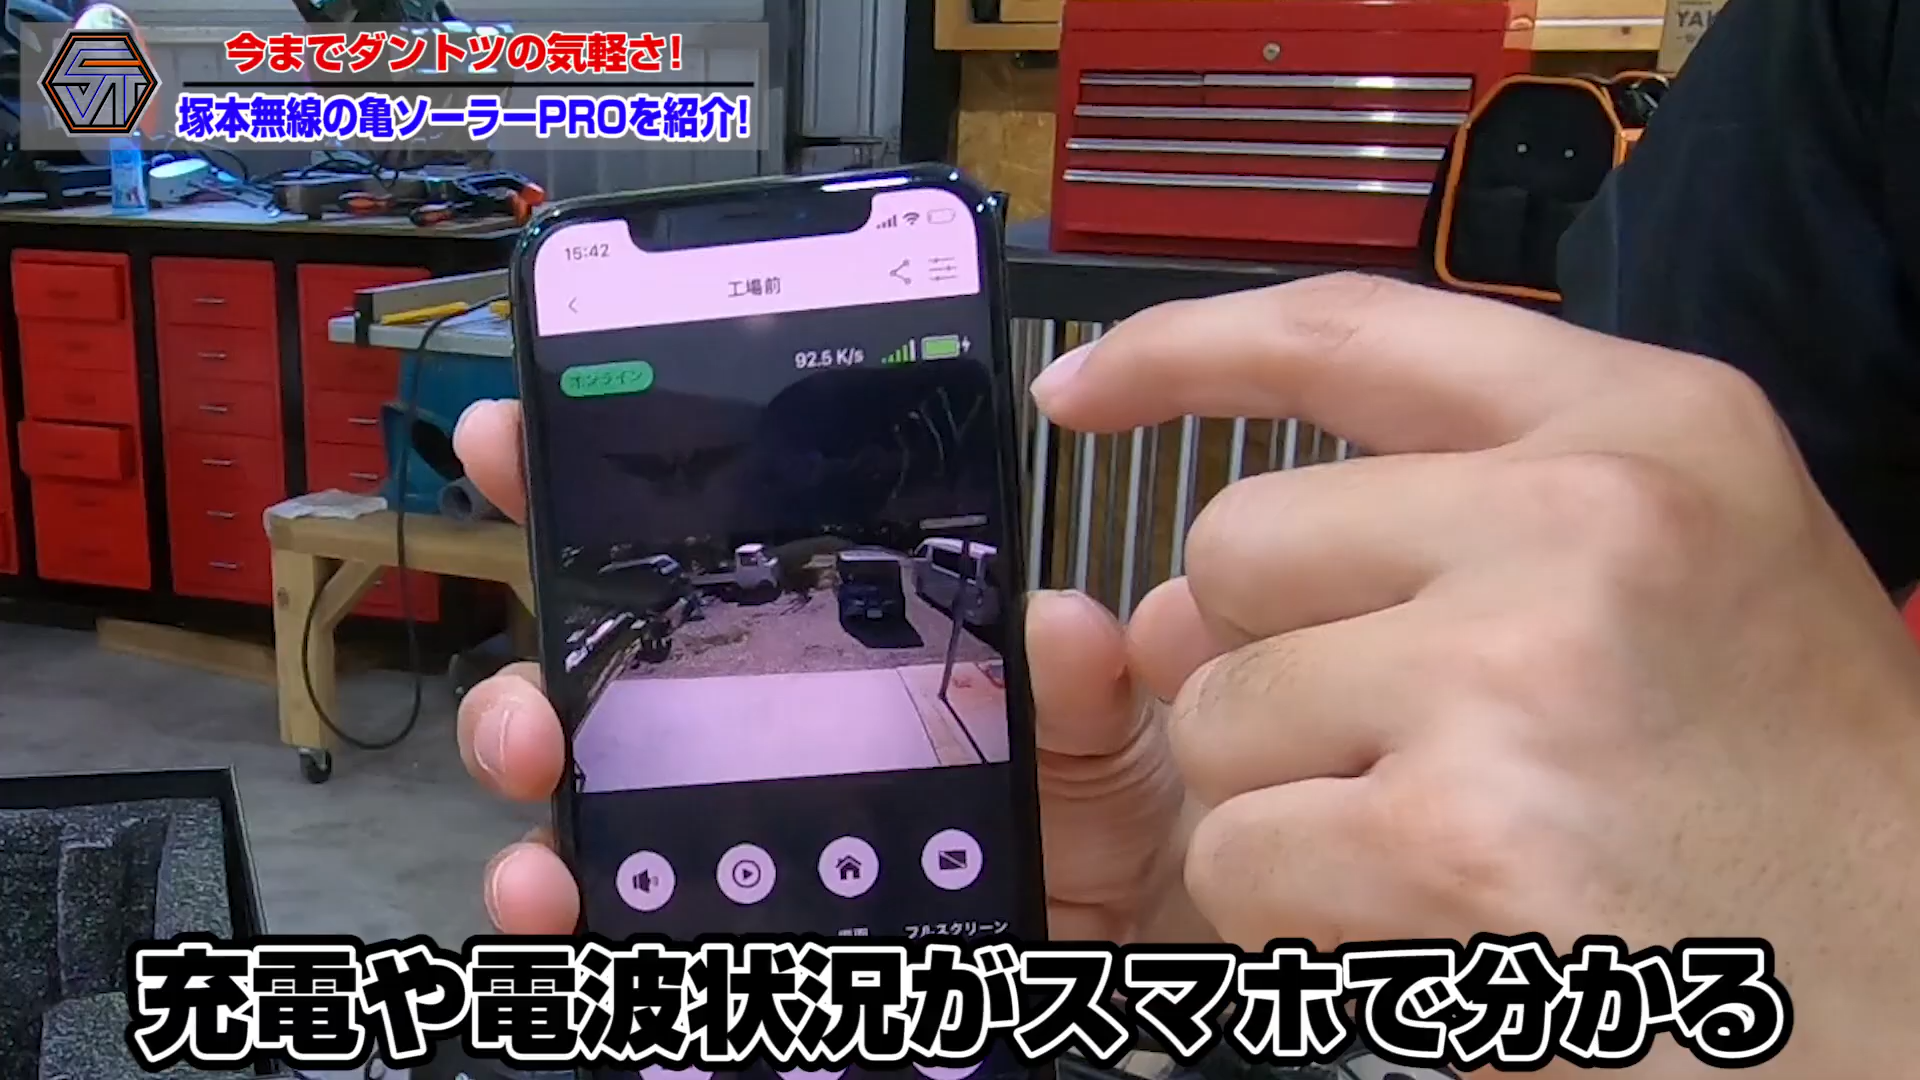 今までダントツの気軽さ!
塚本無線の亀ソーラーPROを紹介!
ST
YA
15:42
工場前
92.5 K/s
オンライン
フルスクリーン
充電や電波状況がスマホで分かる